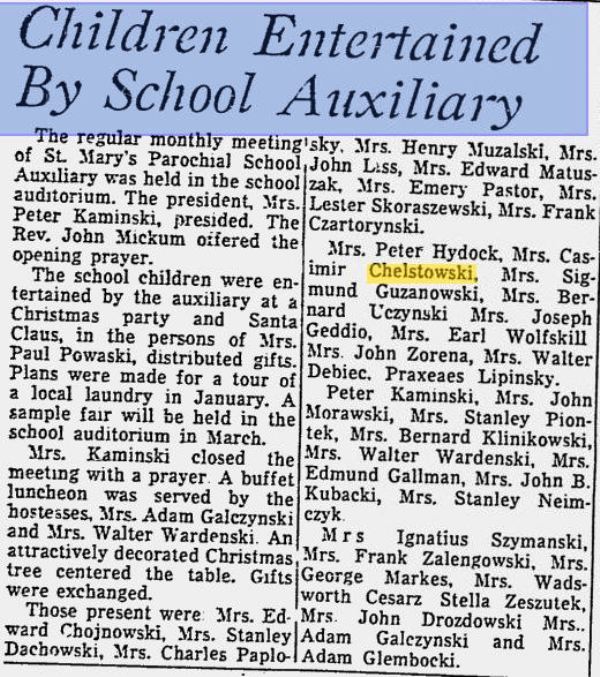 Children Entertained
By School Auxiliary
The regular monthly meeting
of St. Mary's Parochial School
Auxiliary was held in the school
auditorium. The president, Mrs.
Peter Kaminski, presided. The
Rev. John Mickum offered the
opening prayer.
The school children were en-
tertained by the auxiliary at a
Christmas party and Santa
Claus, in the persons of Mrs.
Paul Powaski, distributed gifts.
Plans were made for a tour of
a local laundry in January. A
sample fair will be held in the
school auditorium in March.
Mrs. Kaminski closed the
meeting with a prayer. A buffet
luncheon was served by the
hostesses, Mrs. Adam Galczynski
and Mrs. Walter Wardenski. An
attractively decorated Christmas
tree centered the table. Gifts
were exchanged.
Those present were: Mrs. Ed-
ward Chojnowski, Mrs. Stanley
Dachowski, Mrs. Charles Paplo-
sky, Mrs. Henry Muzalski, Mrs.
John Liss, Mrs. Edward Matus-
zak, Mrs. Emery Pastor, Mrs.
Lester Skoraszewski, Mrs. Frank
Czartorynski.
Mrs. Peter Hydock, Mrs. Cas-
imir Chelstowski, Mrs. Sig-
mund Guzanowski, Mrs. Ber-
nard Uczynski Mrs. Joseph
Geddio, Mrs. Earl Wolfskill
Mrs. John Zorena, Mrs. Walter
Debiec. Praxeaes Lipinsky.
Peter Kaminski, Mrs. John
Morawski, Mrs. Stanley Pion-
tek, Mrs. Bernard Klinikowski,
Mrs. Walter Wardenski, Mrs.
Edmund Gallman, Mrs. John B.
Kubacki, Mrs. Stanley Neim-
czyk.
Mrs Ignatius Szymanski,
Mrs. Frank Zalengowski, Mrs.
George Markes, Mrs. Wads-
worth Cesarz Stella Zeszutek,
Mrs. John Drozdowski Mrs..
Adam Galczynski and Mrs.
Adam Glembocki.